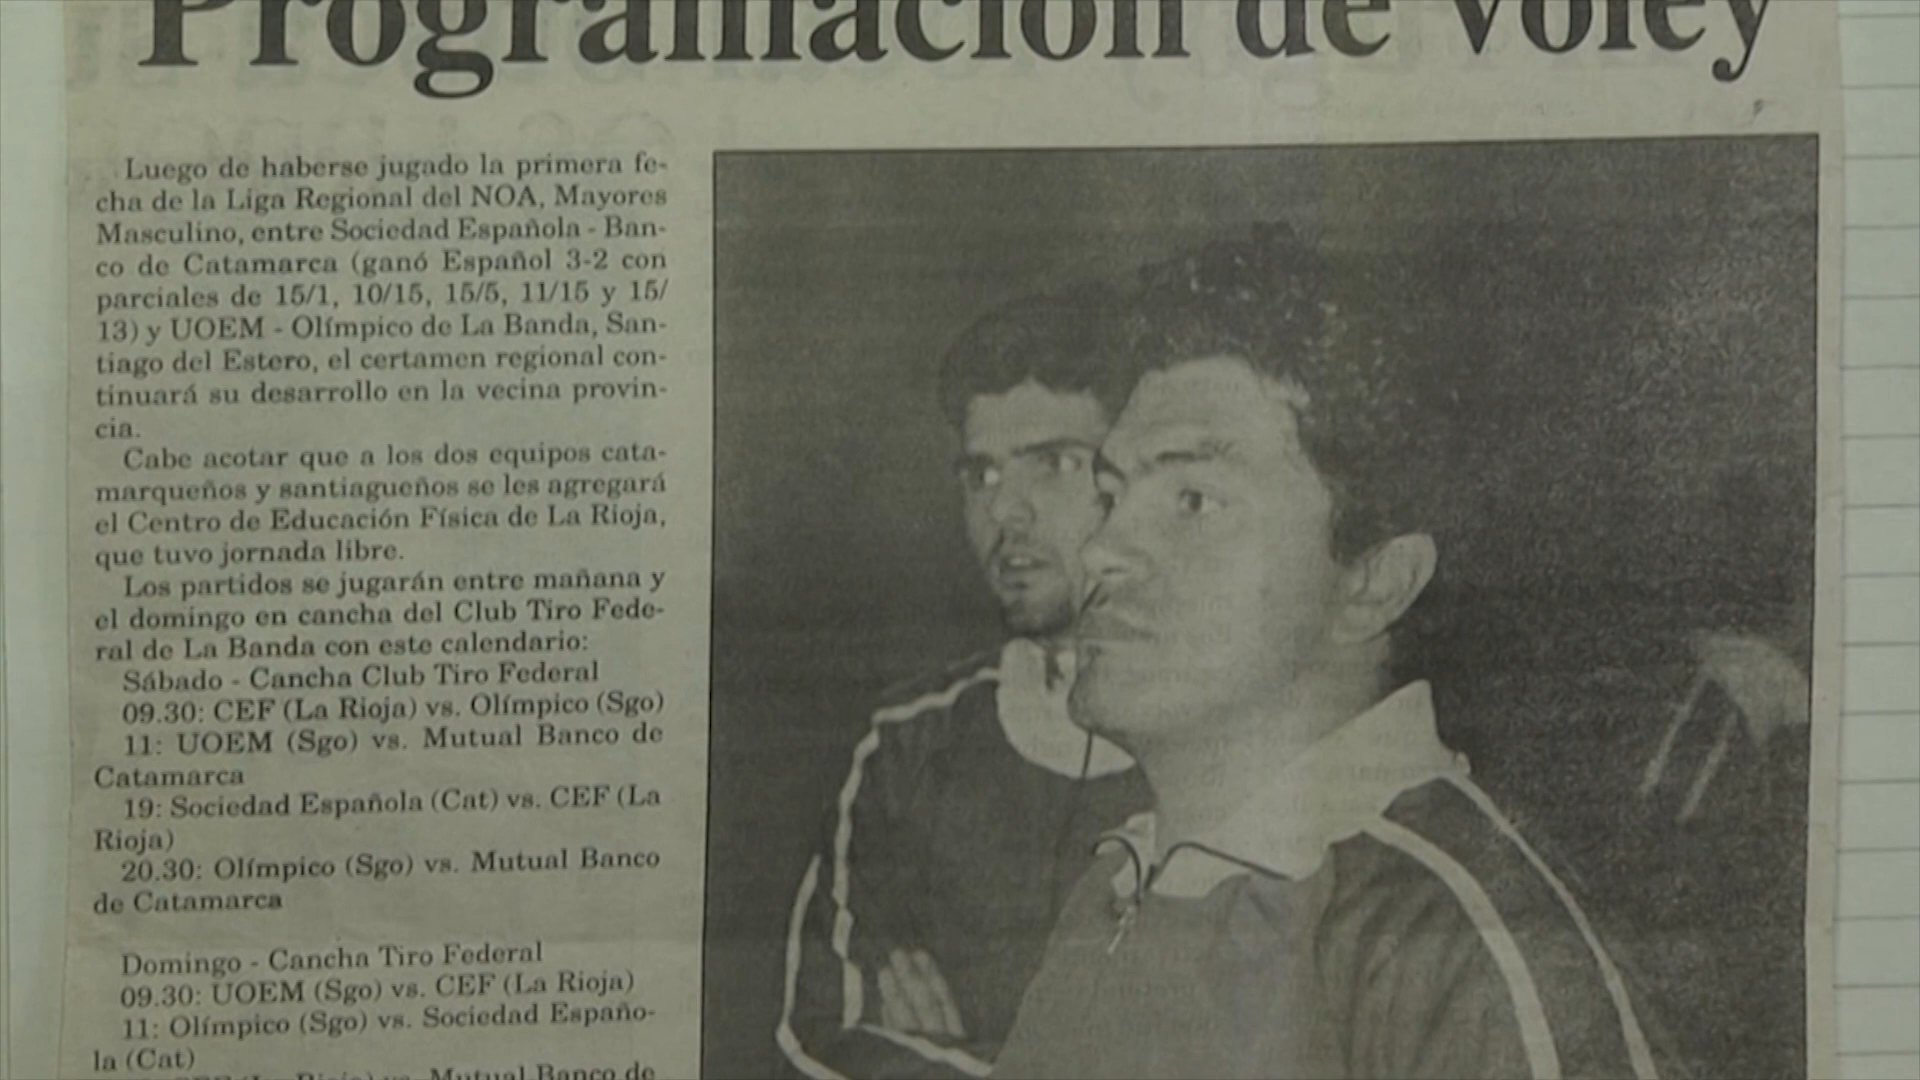 Programación de voley
Luego de haberse jugado la primera fe-
cha de la Liga Regional del NOA, Mayores
Masculino, entre Sociedad Española - Ban-
co de Catamarca (ganó Español 3-2 con
parciales de 15/1, 10/15, 15/5, 11/15 y 15/
13) y UOEM - Olímpico de La Banda, San-
tiago del Estero, el certamen regional con-
tinuará su desarrollo en la vecina provin-
cia.
Cabe acotar que a los dos equipos cata-
marqueños y santiagueños se les agregará
el Centro de Educación Física de La Rioja,
que tuvo jornada libre.
Los partidos se jugarán entre mañana y
el domingo en cancha del Club Tiro Fede-
ral de La Banda con este calendario:
Sábado - Cancha Club Tiro Federal
09.30: CEF (La Rioja) vs. Olímpico (Sgo)
11: UOEM (Sgo) vs. Mutual Banco de
Catamarca
19: Sociedad Española (Cat) vs. CEF (La
Rioja)
20.30: Olímpico (Sgo) vs. Mutual Banco
de Catamarca
Domingo - Cancha Tiro Federal
09.30: UOEM (Sgo) vs. CEF (La Rioja)
11: Olímpico (Sgo) vs. Sociedad Españo-
la (Cat)
CEF (La Rioja) vs. Mutual Banco de